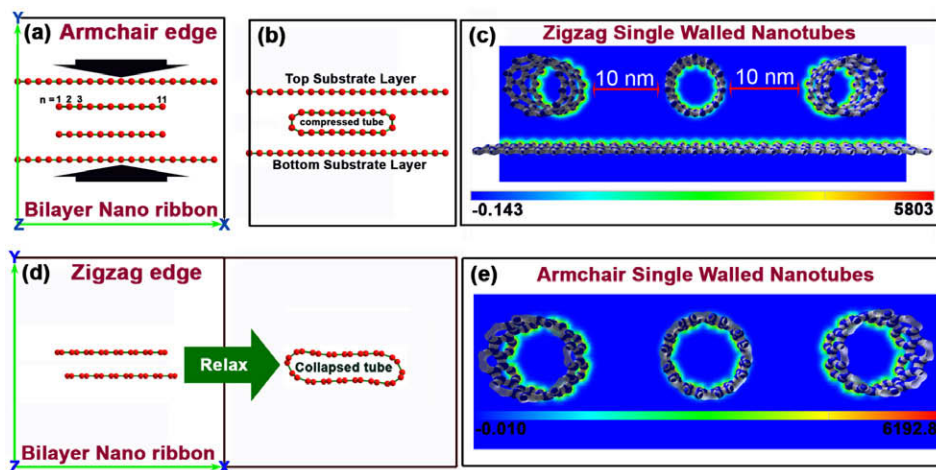 Y
(a) Armchair edge
n = 1 2 3 11
Bilayer Nano ribbon
Z X
(b)
Top Substrate Layer
compressed tube
Bottom Substrate Layer
(c) Zigzag Single Walled Nanotubes
10 nm 10 nm
-0.143 5803
Y
(d) Zigzag edge
Relax
Collapsed tube
Bilayer Nano ribbon
Z X
(e) Armchair Single Walled Nanotubes
-0.010 6192.8